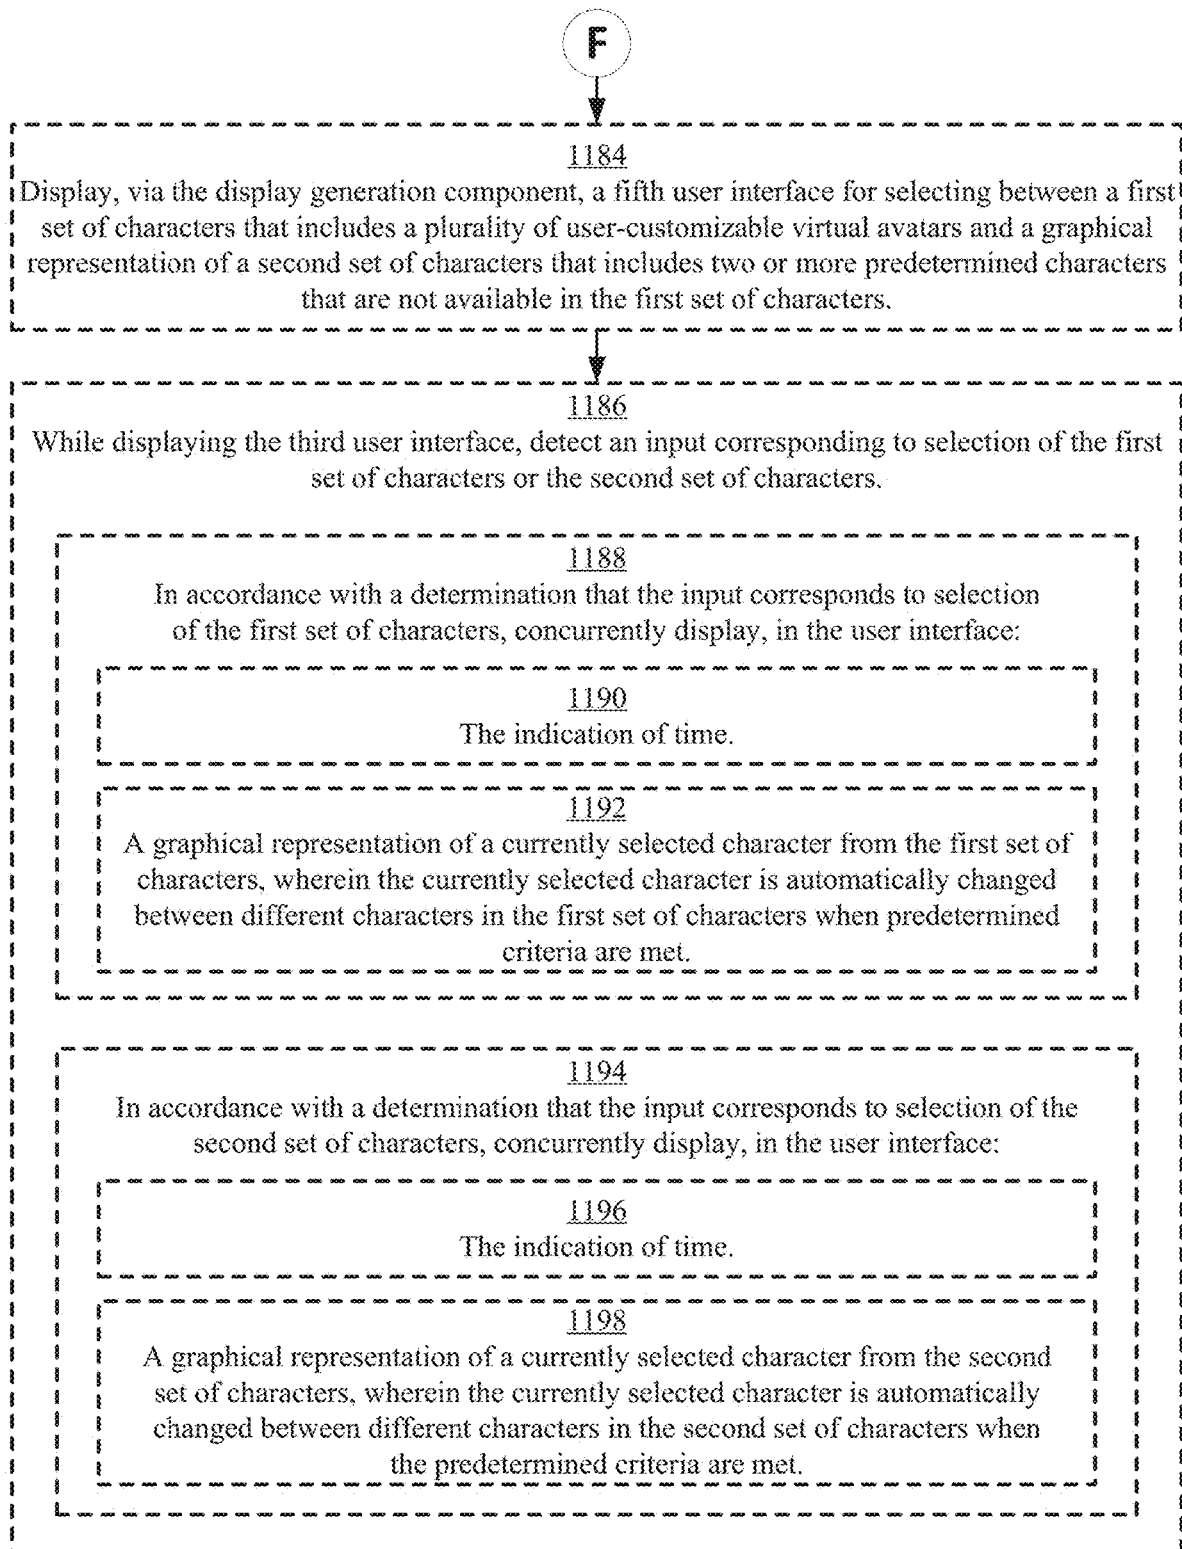 F
1184
Display, via the display generation component, a fifth user interface for selecting between a first
set of characters that includes a plurality of user-customizable virtual avatars and a graphical
representation of a second set of characters that includes two or more predetermined characters
that are not available in the first set of characters.
1186
While displaying the third user interface, detect an input corresponding to selection of the first
set of characters or the second set of characters.
1188
In accordance with a determination that the input corresponds to selection
of the first set of characters, concurrently display, in the user interface:
1190
The indication of time.
1192
A graphical representation of a currently selected character from the first set of
characters, wherein the currently selected character is automatically changed
between different characters in the first set of characters when predetermined
criteria are met.
1194
In accordance with a determination that the input corresponds to selection of the
second set of characters, concurrently display, in the user interface:
1196
The indication of time.
1198
A graphical representation of a currently selected character from the second
set of characters, wherein the currently selected character is automatically
changed between different characters in the second set of characters when
the predetermined criteria are met.